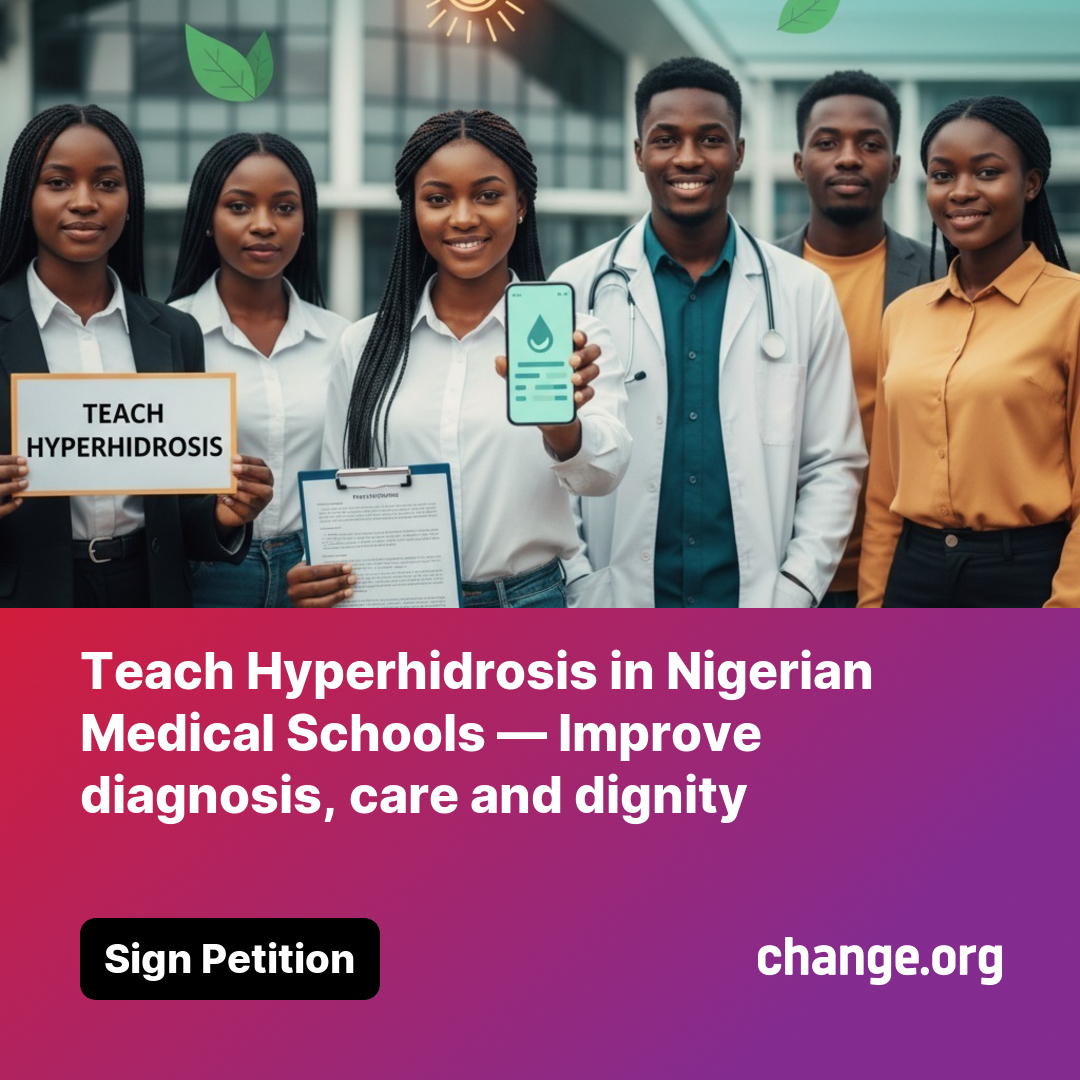 TEACH
HYPERHIDROSIS
Teach Hyperhidrosis in Nigerian
Medical Schools — Improve
diagnosis, care and dignity
Sign Petition
change.org